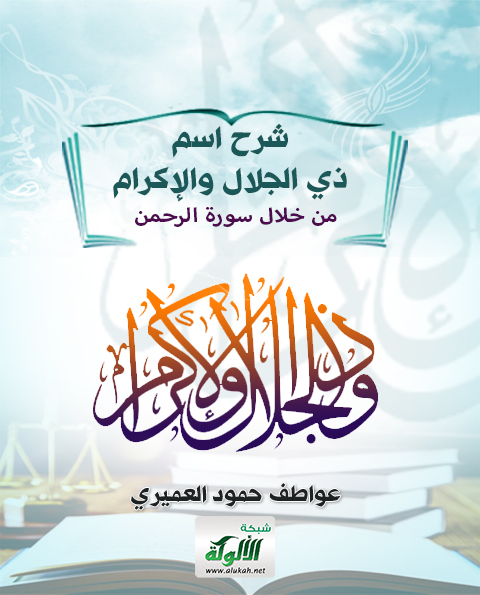 شرح اسم
ذي الجلال والإكرام
من خلال سورة الرحمن
ذو الجلال والإكرام
عواطف حمود العميري
شبكة
الألوكة
www.alukah.net